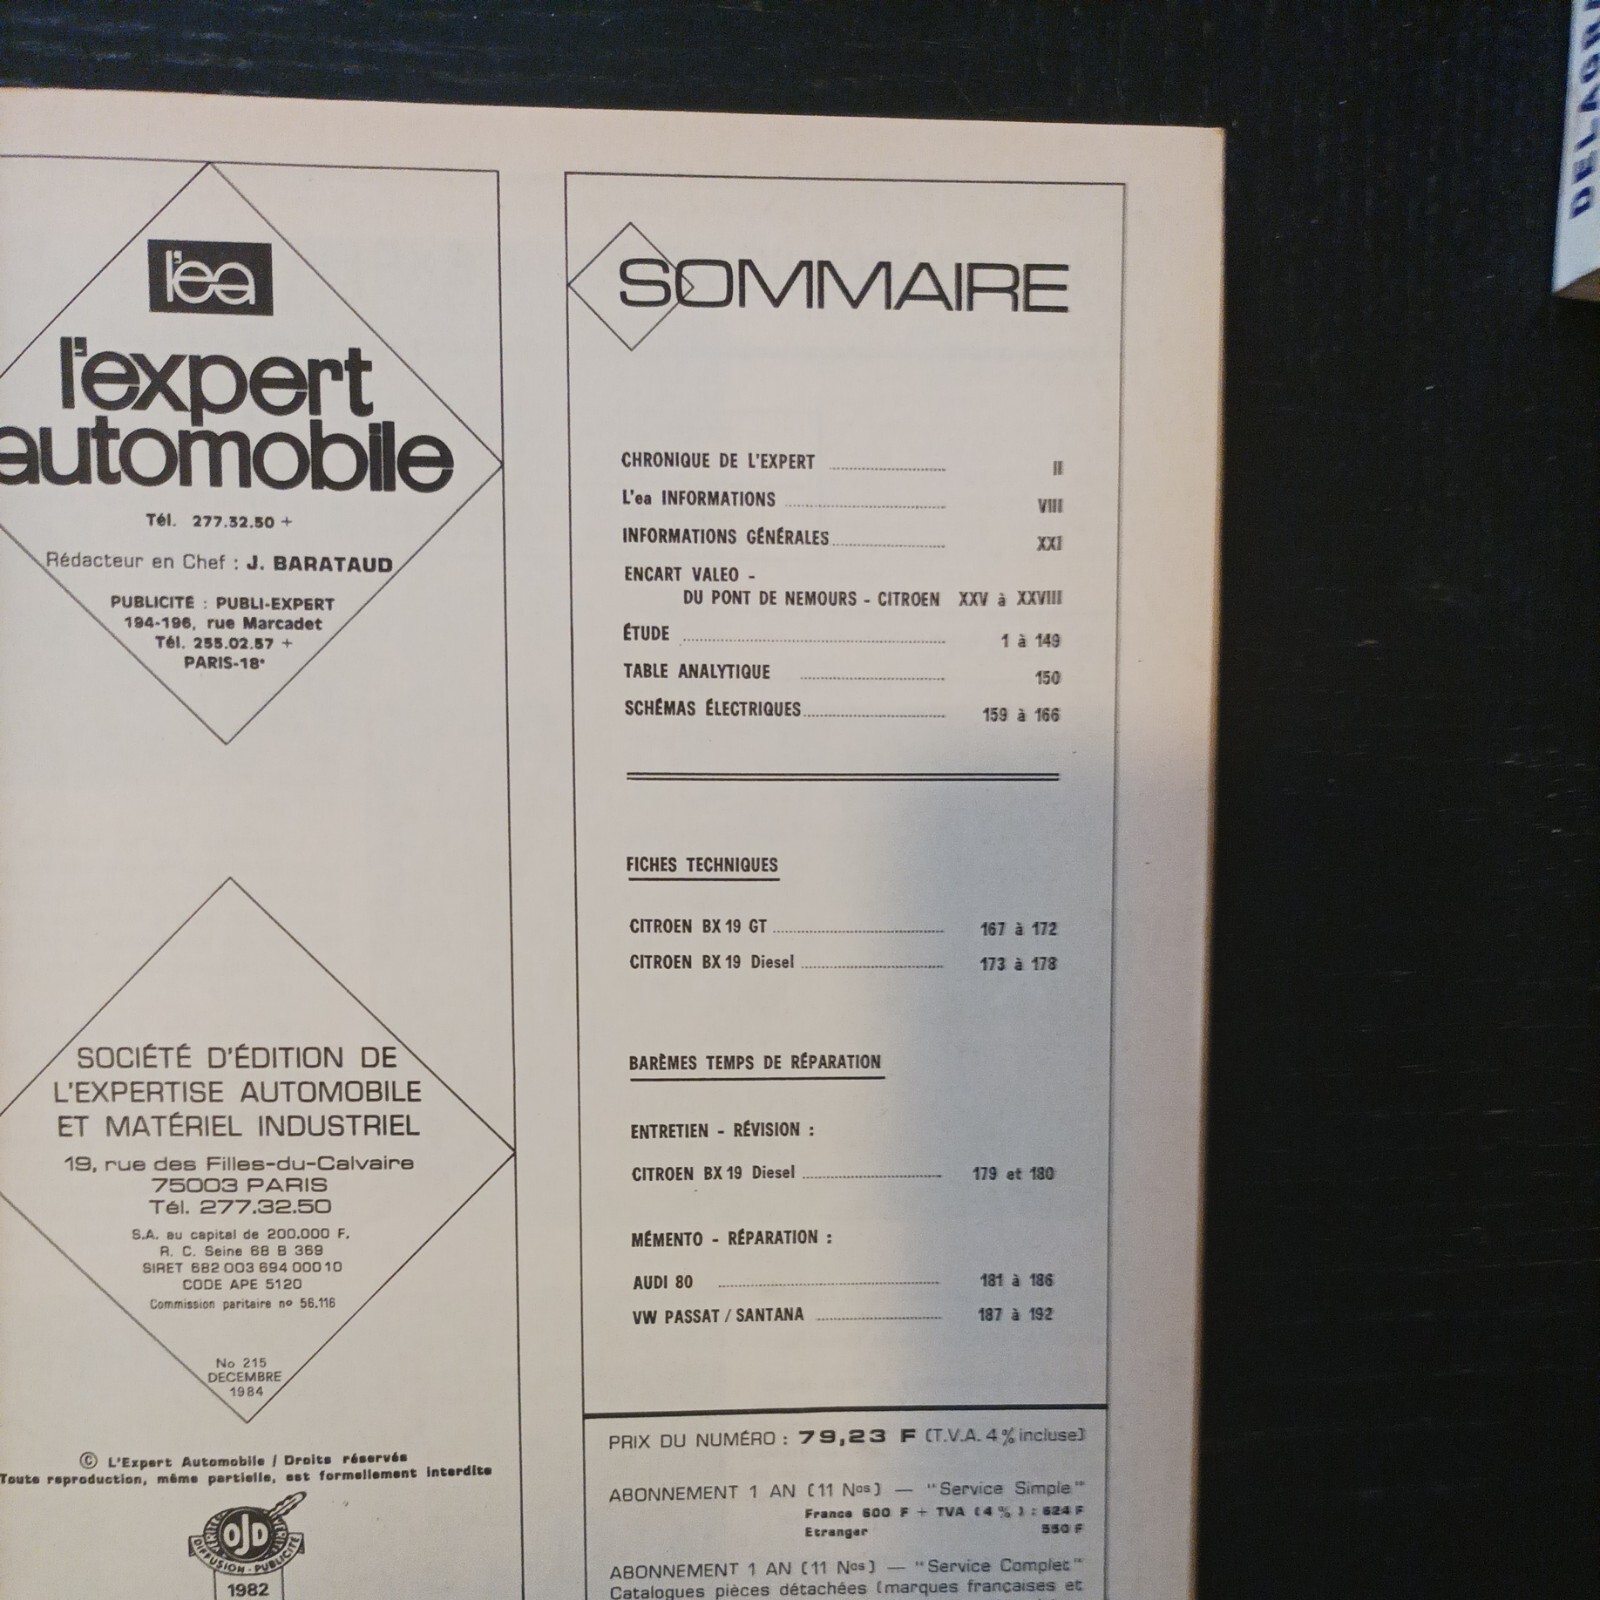 l'ea
l'expert
automobile
Tél. 277.32.50 +
Rédacteur en Chef : J. BARATAUD
PUBLICITÉ : PUBLI-EXPERT
194-196, rue Marcadet
Tél. 255.02.57 +
PARIS-18e
SOCIÉTÉ D'ÉDITION DE
L'EXPERTISE AUTOMOBILE
ET MATÉRIEL INDUSTRIEL
19, rue des Filles-du-Calvaire
75003 PARIS
Tél. 277.32.50
S.A. au capital de 200.000 F.
R. C. Seine 68 B 369
SIRET 682 003 694 000 10
CODE APE 5120
Commission paritaire nº 56.116
No 215
DECEMBRE
1984
© L'Expert Automobile / Droits réservés
Toute reproduction, même partielle, est formellement interdite
OJD
DIFFUSION - PUBLICITÉ
1982
SOMMAIRE
CHRONIQUE DE L'EXPERT ........ II
L'ea INFORMATIONS ........ VIII
INFORMATIONS GÉNÉRALES ........ XXI
ENCART VALEO -
DU PONT DE NEMOURS - CITROEN XXV à XXVIII
ÉTUDE ........ 1 à 149
TABLE ANALYTIQUE ........ 150
SCHÉMAS ÉLECTRIQUES ........ 159 à 166
FICHES TECHNIQUES
CITROEN BX 19 GT ........ 167 à 172
CITROEN BX 19 Diesel ........ 173 à 178
BARÈMES TEMPS DE RÉPARATION
ENTRETIEN - RÉVISION :
CITROEN BX 19 Diesel ........ 179 et 180
MÉMENTO - RÉPARATION :
AUDI 80 ........ 181 à 186
VW PASSAT / SANTANA ........ 187 à 192
PRIX DU NUMÉRO : 79,23 F (T.V.A. 4 % incluse)
ABONNEMENT 1 AN (11 Nos) — "Service Simple"
France 600 F + TVA (4 %) : 624 F
Etranger 550 F
ABONNEMENT 1 AN (11 Nos) — "Service Complet"
Catalogues pièces détachées (marques françaises et
DELAGRA